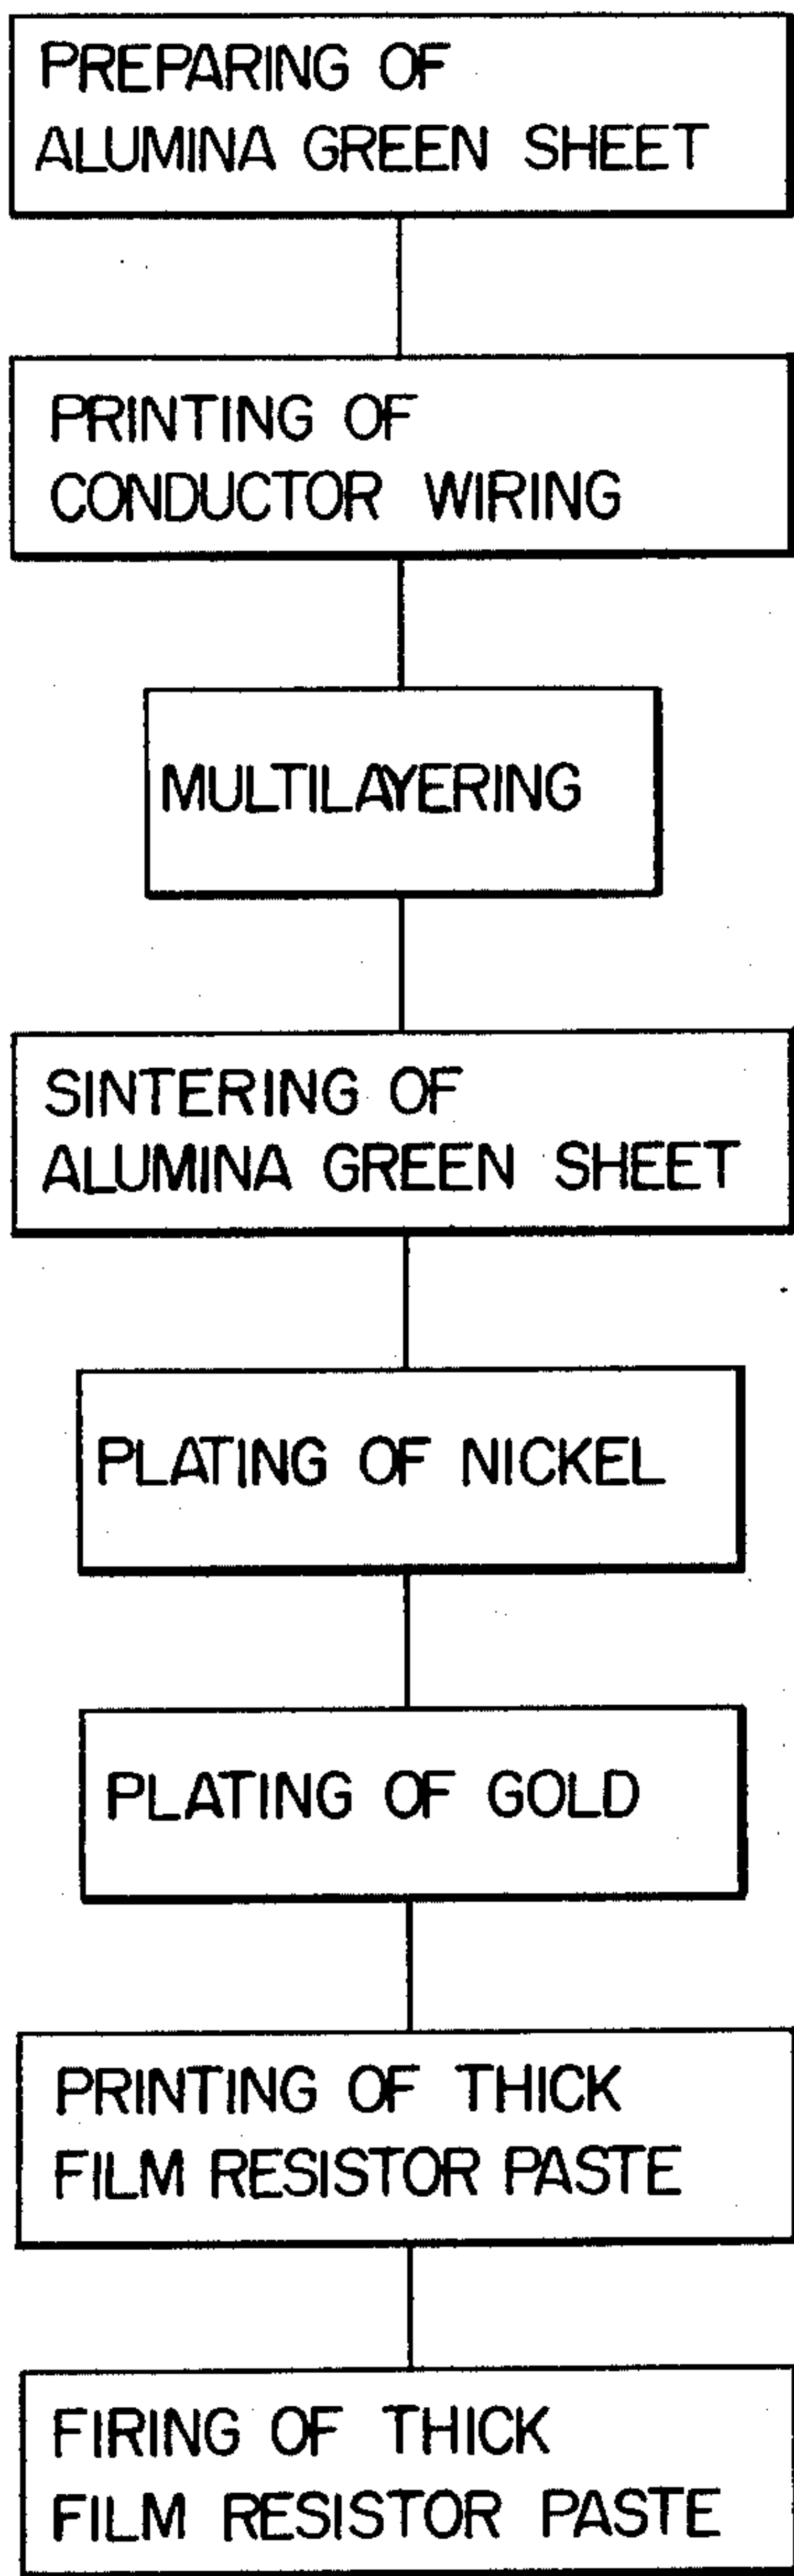 PREPARING OF
ALUMINA GREEN SHEET
PRINTING OF
CONDUCTOR WIRING
MULTILAYERING
SINTERING OF
ALUMINA GREEN SHEET
PLATING OF NICKEL
PLATING OF GOLD
PRINTING OF THICK
FILM RESISTOR PASTE
FIRING OF THICK
FILM RESISTOR PASTE